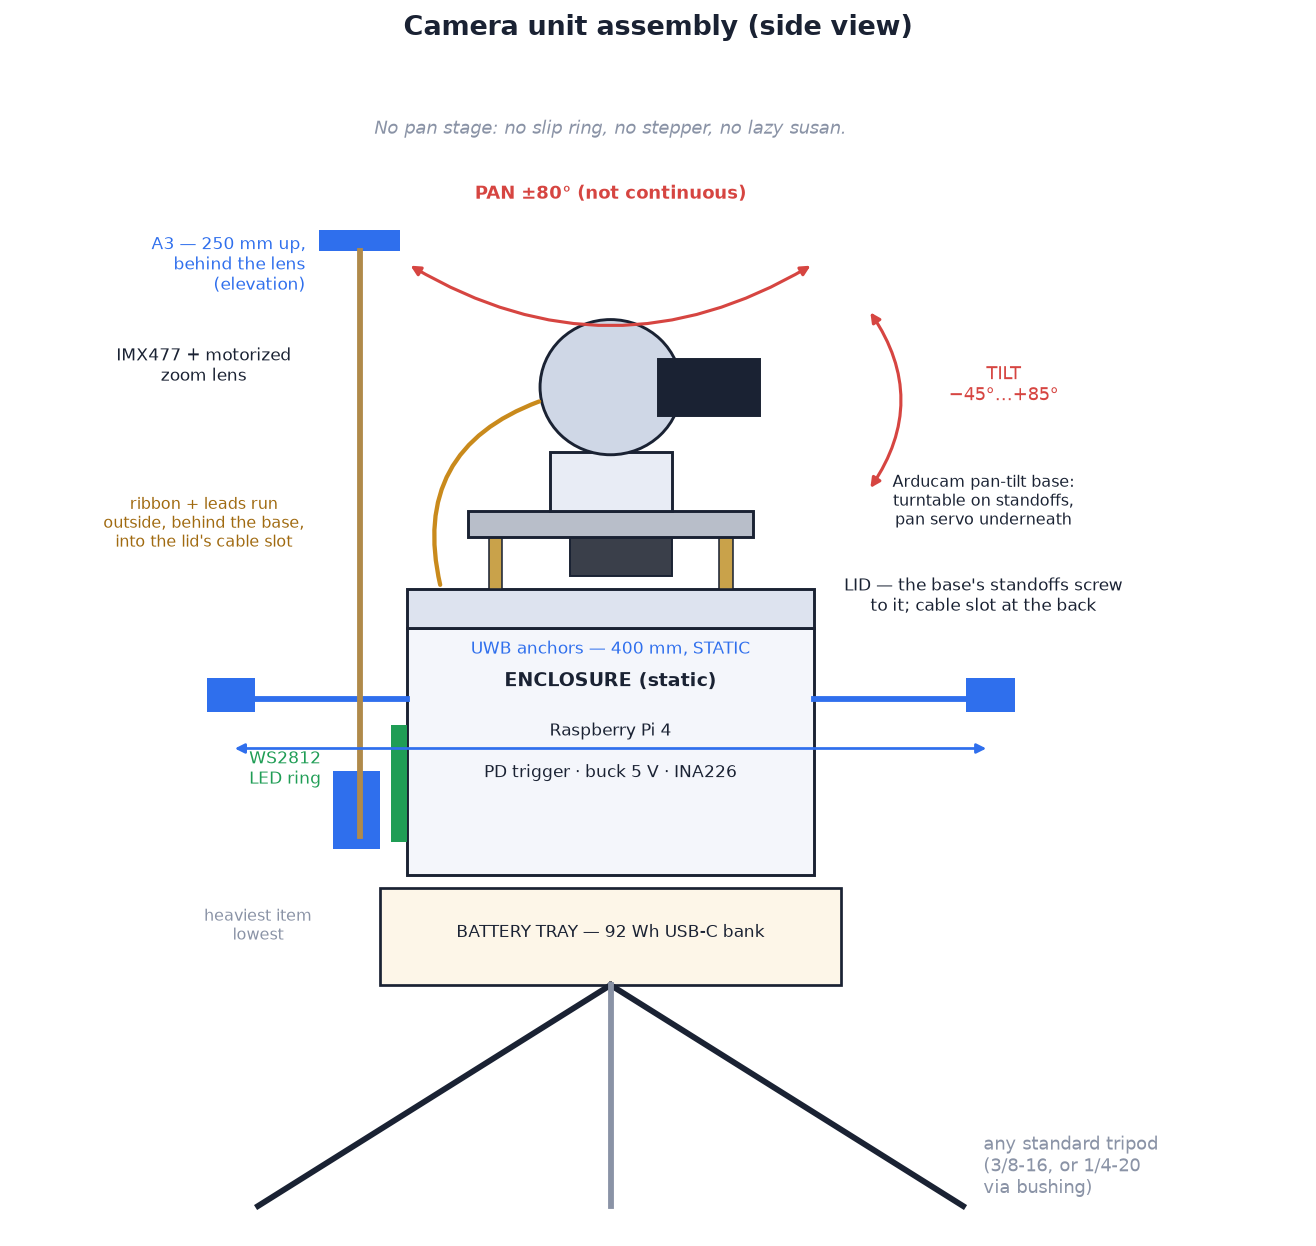 Camera unit assembly (side view)
No pan stage: no slip ring, no stepper, no lazy susan.
PAN ±80° (not continuous)
A3 — 250 mm up,
behind the lens
(elevation)
IMX477 + motorized
zoom lens
TILT
−45°…+85°
Arducam pan-tilt base:
turntable on standoffs,
pan servo underneath
ribbon + leads run
outside, behind the base,
into the lid's cable slot
LID — the base's standoffs screw
to it; cable slot at the back
UWB anchors — 400 mm, STATIC
ENCLOSURE (static)
Raspberry Pi 4
WS2812
LED ring
PD trigger · buck 5 V · INA226
heaviest item
lowest
BATTERY TRAY — 92 Wh USB-C bank
any standard tripod
(3/8-16, or 1/4-20
via bushing)